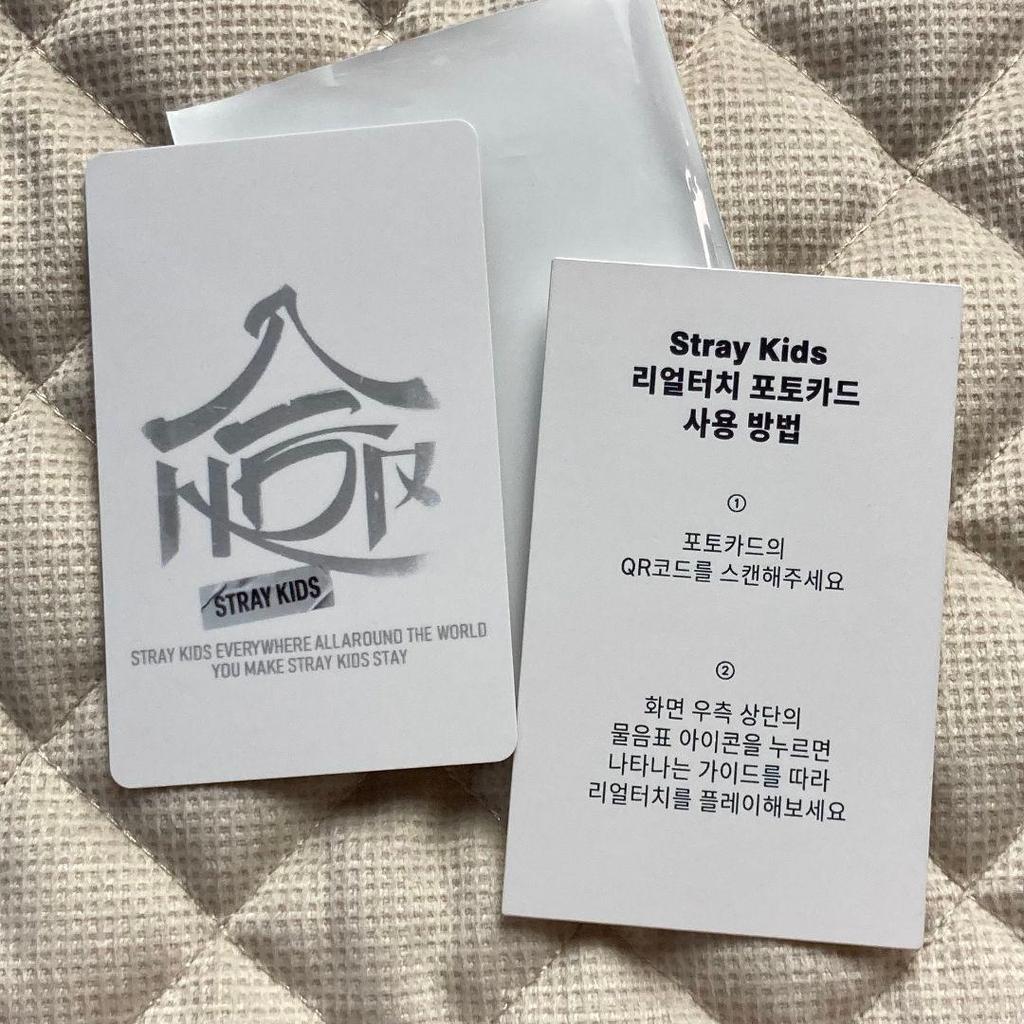 STRAY KIDS
STRAY KIDS EVERYWHERE ALL AROUND THE WORLD
YOU MAKE STRAY KIDS STAY
Stray Kids
리얼터치 포토카드
사용 방법
①
포토카드의
QR코드를 스캔해주세요
②
화면 우측 상단의
물음표 아이콘을 누르면
나타나는 가이드를 따라
리얼터치를 플레이해보세요